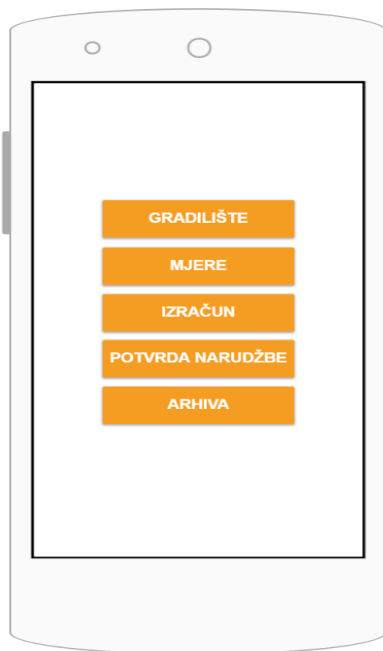 GRADILIŠTE
MJERE
IZRAČUN
POTVRDA NARUDŽBE
ARHIVA